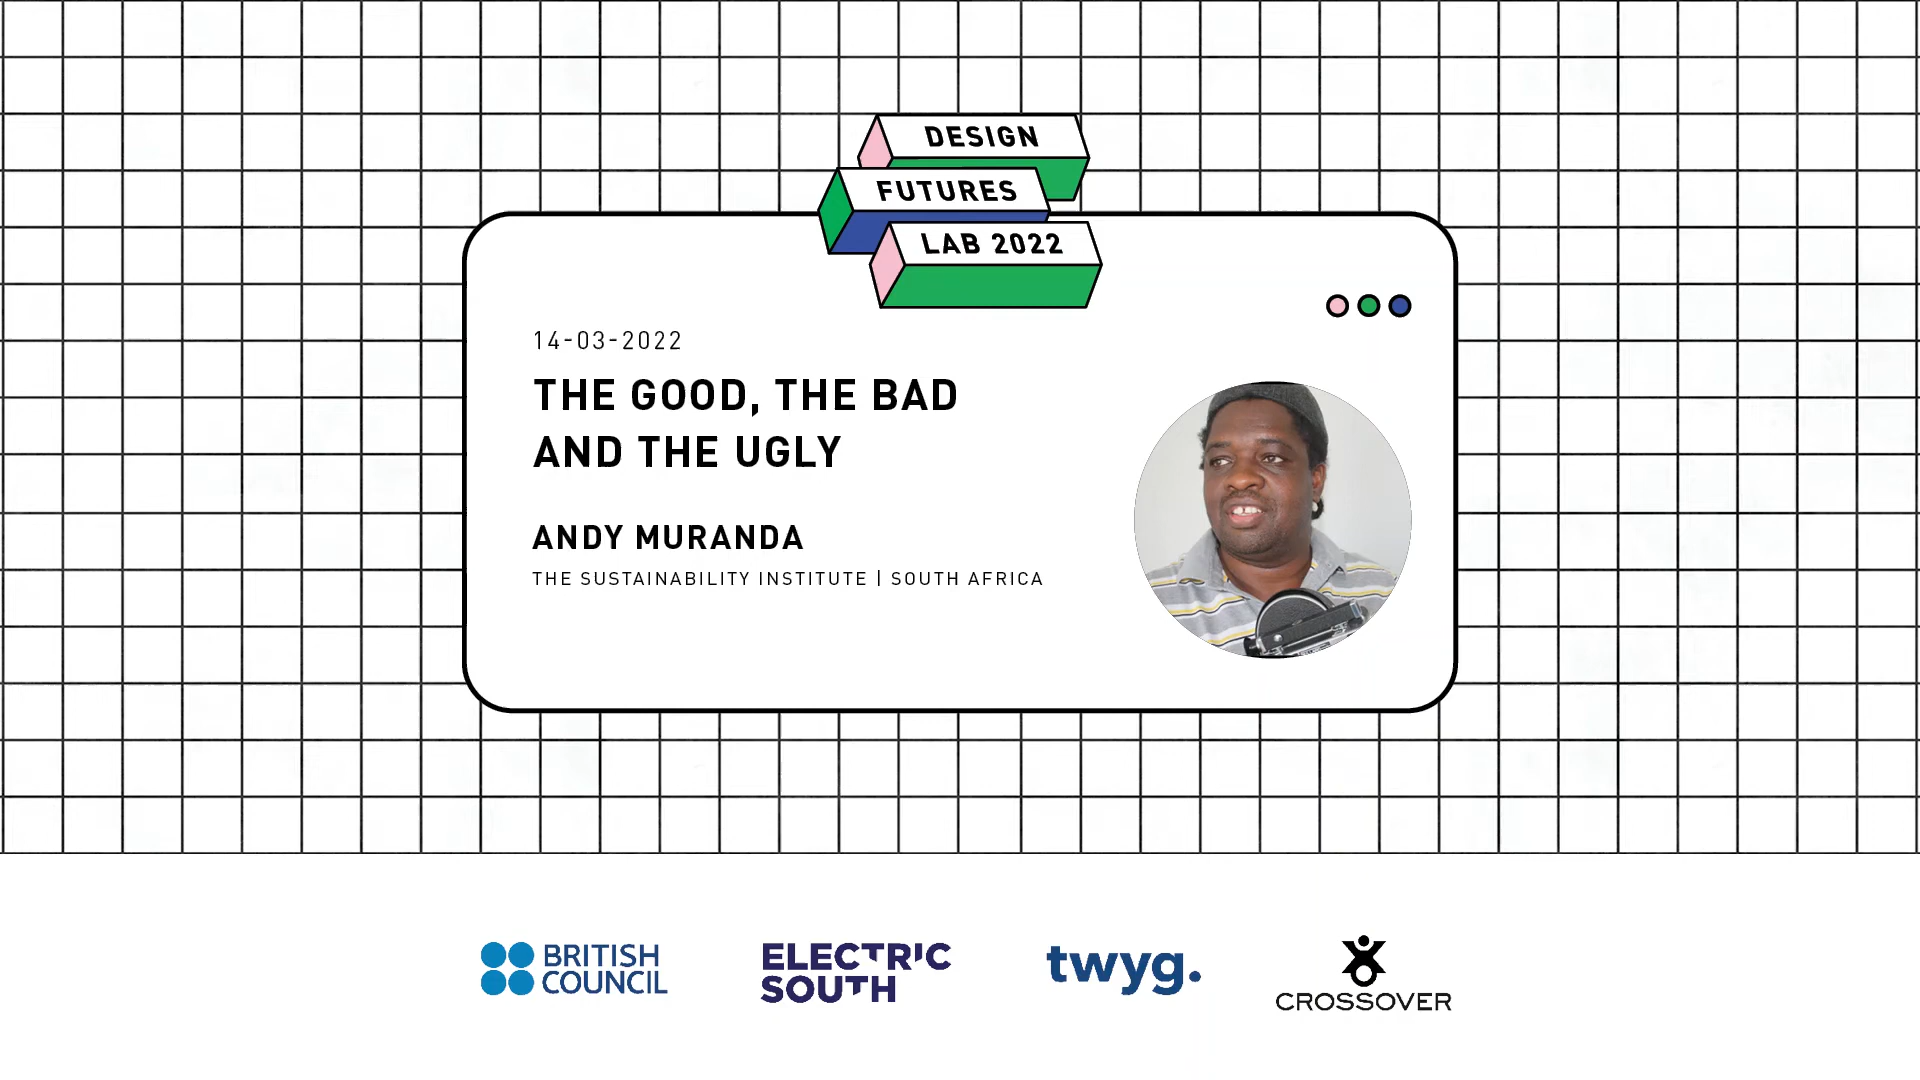 DESIGN
FUTURES
LAB 2022
14-03-2022
THE GOOD, THE BAD
AND THE UGLY
ANDY MURANDA
THE SUSTAINABILITY INSTITUTE | SOUTH AFRICA
BRITISH
COUNCIL
ELECTRIC
SOUTH
twyg.
CROSSOVER